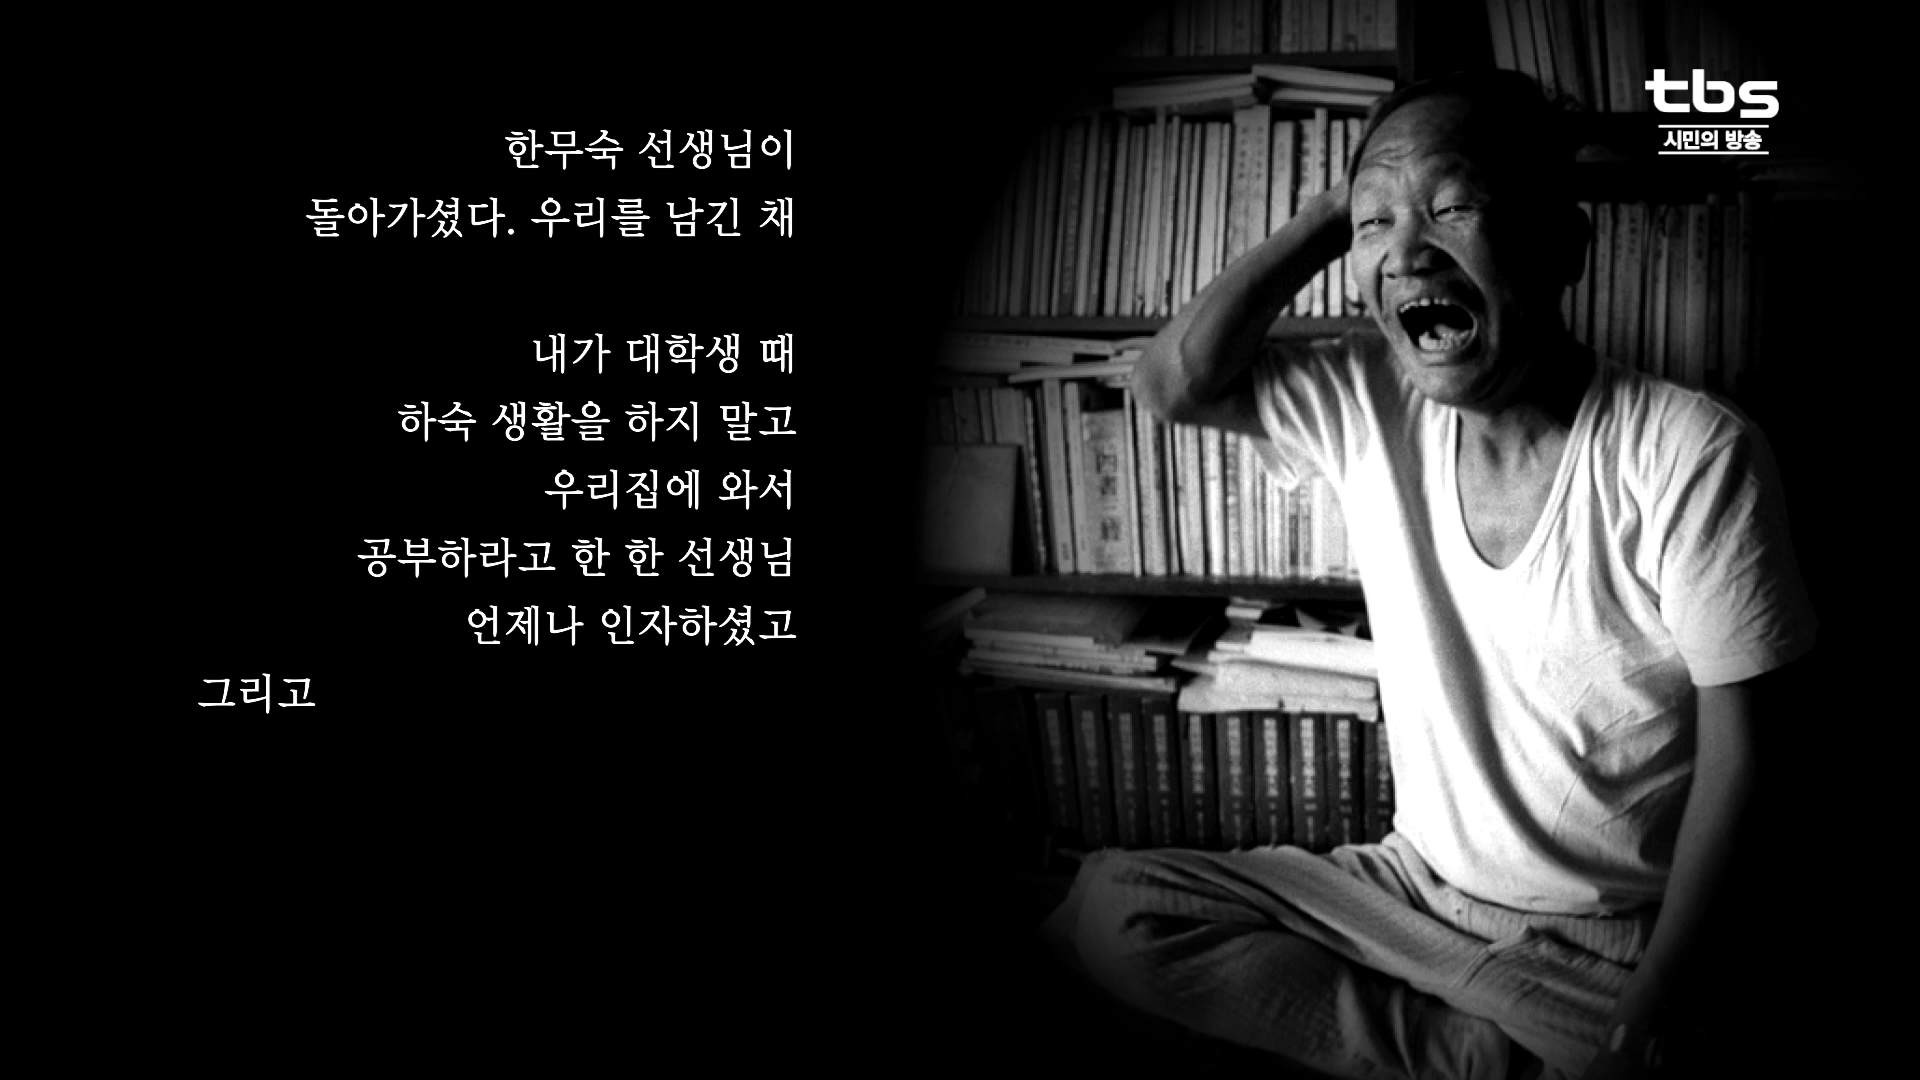 한무숙 선생님이
돌아가셨다. 우리를 남긴 채
내가 대학생 때
하숙 생활을 하지 말고
우리집에 와서
공부하라고 한 한 선생님
언제나 인자하셨고
그리고
tbs
시민의 방송